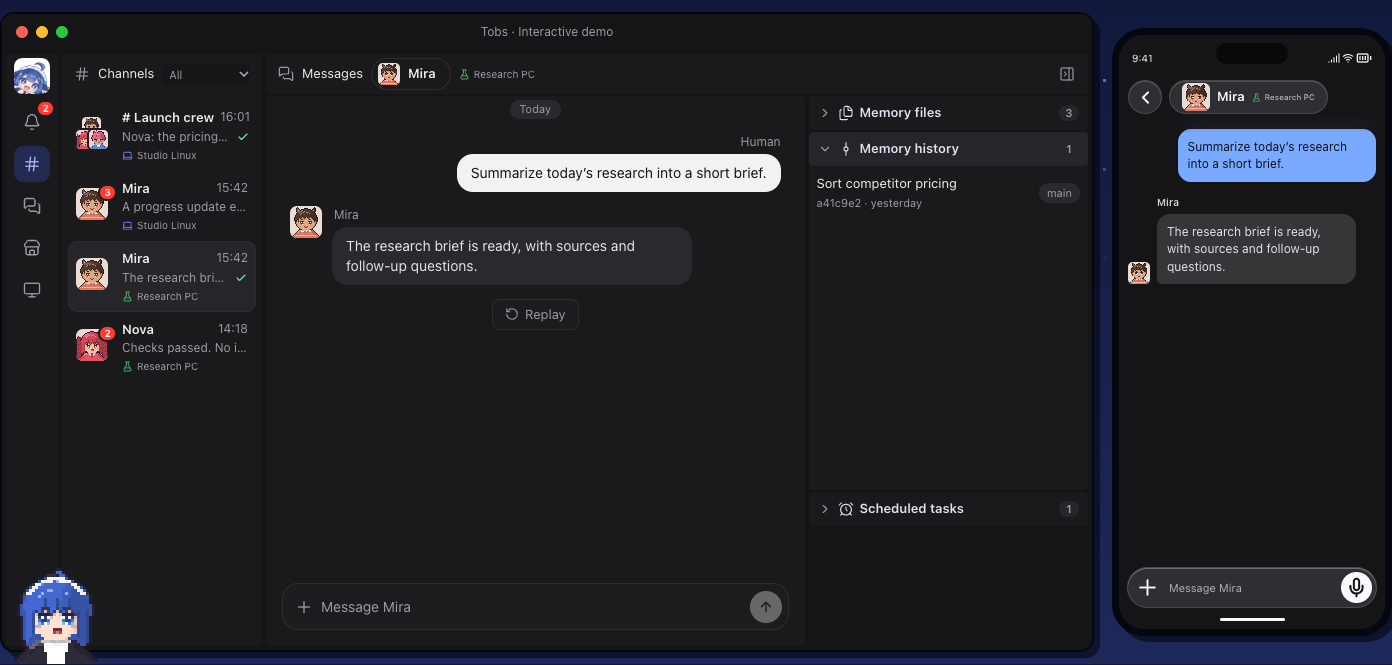 Tobs · Interactive demo
2
# Channels
All
# Launch crew 16:01
Nova: the pricing...
Studio Linux
3
Mira 15:42
A progress update e...
Studio Linux
Mira 15:42
The research bri...
Research PC
2
Nova 14:18
Checks passed. No i...
Research PC
Messages
Mira
Research PC
Today
Human
Summarize today's research into a short brief.
Mira
The research brief is ready, with sources and
follow-up questions.
Replay
+ Message Mira
Memory files 3
Memory history 1
Sort competitor pricing
a41c9e2 · yesterday
main
Scheduled tasks 1
9:41
Mira
Research PC
Summarize today's research
into a short brief.
Mira
The research brief is ready,
with sources and follow-up
questions.
+ Message Mira